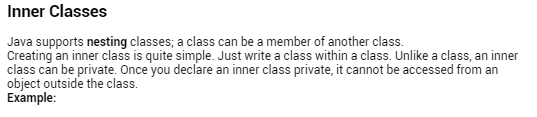 Inner Classes
Java supports nesting classes; a class can be a member of another class.
Creating an inner class is quite simple. Just write a class within a class. Unlike a class, an inner
class can be private. Once you declare an inner class private, it cannot be accessed from an
object outside the class.
Example: